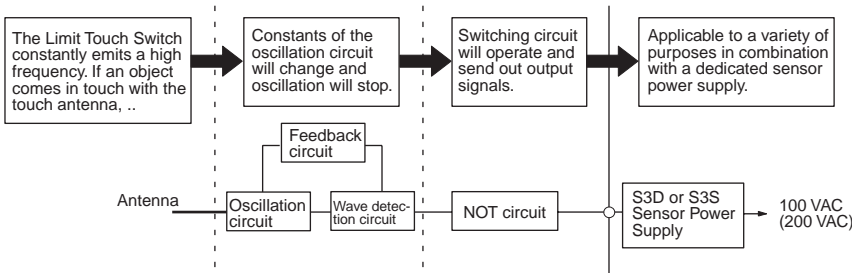 The Limit Touch Switch
constantly emits a high
frequency. If an object
comes in touch with the
touch antenna, ..
Constants of the
oscillation circuit
will change and
oscillation will stop.
Switching circuit
will operate and
send out output
signals.
Applicable to a variety of
purposes in combination
with a dedicated sensor
power supply.
Feedback
circuit
Antenna
Oscillation
circuit
Wave detec-
tion circuit
NOT circuit
S3D or S3S
Sensor Power
Supply
100 VAC
(200 VAC)